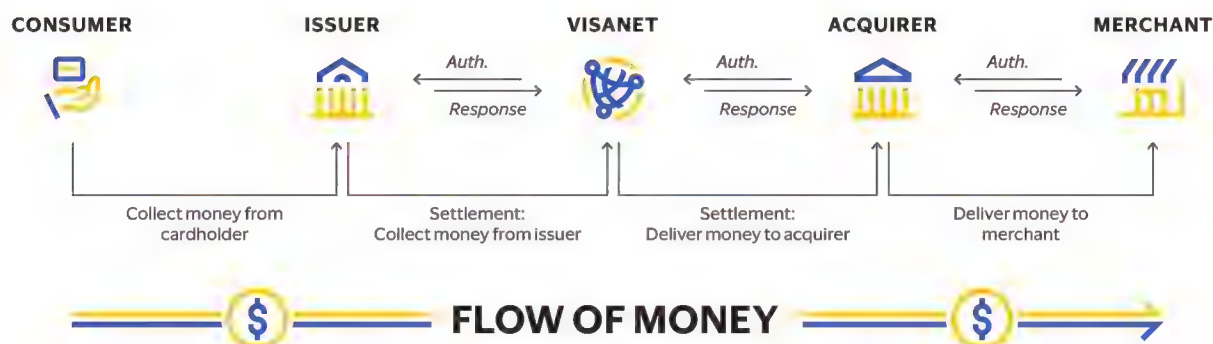 CONSUMER ISSUER VISANET ACQUIRER MERCHANT
Auth. Auth. Auth.
Response Response Response
Collect money from Settlement: Settlement: Deliver money to
cardholder Collect money from issuer Deliver money to acquirer merchant
$ FLOW OF MONEY $